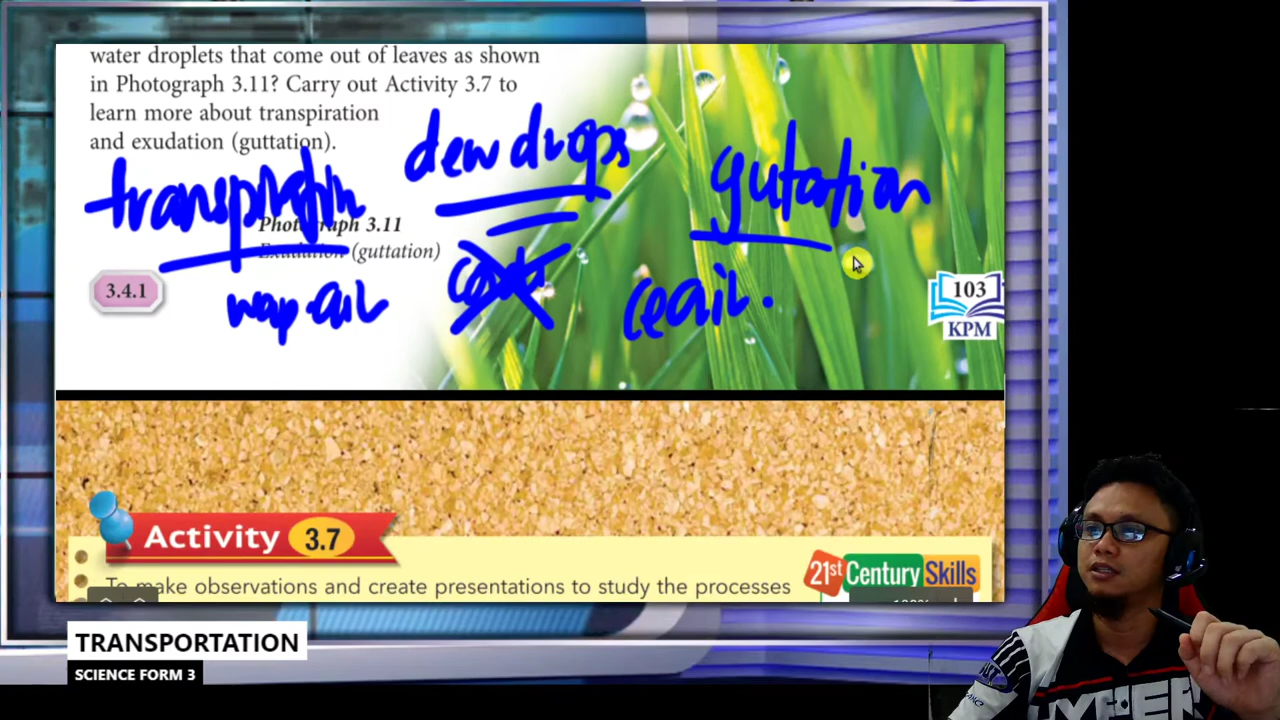 water droplets that come out of leaves as shown
in Photograph 3.11? Carry out Activity 3.7 to
learn more about transpiration
and exudation (guttation).
dew drops
gutation
Photograph 3.11
Exudation (guttation)
3.4.1
wap air
cecair.
103
KPM
Activity 3.7
To make observations and create presentations to study the processes
21st Century Skills
TRANSPORTATION
SCIENCE FORM 3